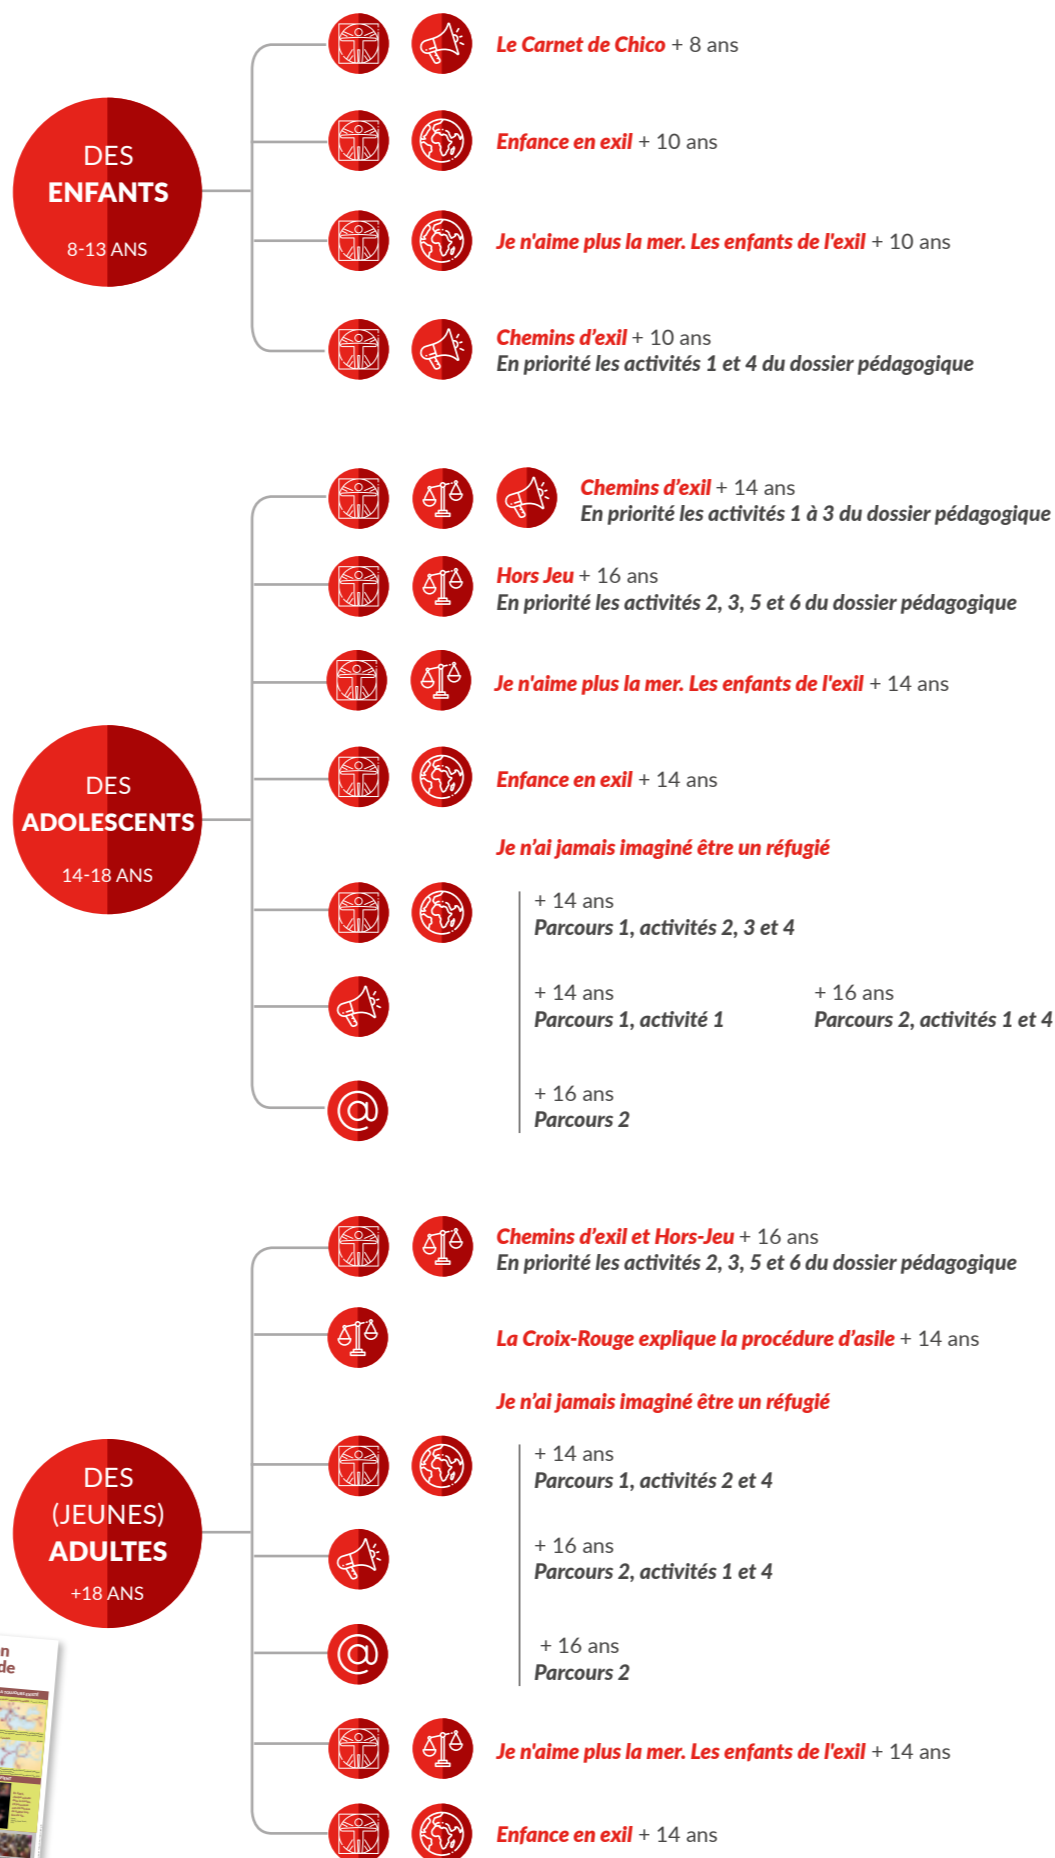 DES
ENFANTS
8-13 ANS
Le Carnet de Chico + 8 ans
Enfance en exil + 10 ans
Je n'aime plus la mer. Les enfants de l'exil + 10 ans
Chemins d’exil + 10 ans
En priorité les activités 1 et 4 du dossier pédagogique
DES
ADOLESCENTS
14-18 ANS
Chemins d’exil + 14 ans
En priorité les activités 1 à 3 du dossier pédagogique
Hors Jeu + 16 ans
En priorité les activités 2, 3, 5 et 6 du dossier pédagogique
Je n'aime plus la mer. Les enfants de l'exil + 14 ans
Enfance en exil + 14 ans
Je n’ai jamais imaginé être un réfugié
+ 14 ans
Parcours 1, activités 2, 3 et 4
+ 14 ans
Parcours 1, activité 1
+ 16 ans
Parcours 2, activités 1 et 4
@
+ 16 ans
Parcours 2
DES
(JEUNES)
ADULTES
+18 ANS
Chemins d’exil et Hors-Jeu + 16 ans
En priorité les activités 2, 3, 5 et 6 du dossier pédagogique
La Croix-Rouge explique la procédure d’asile + 14 ans
Je n’ai jamais imaginé être un réfugié
+ 14 ans
Parcours 1, activités 2 et 4
+ 16 ans
Parcours 2, activités 1 et 4
@
+ 16 ans
Parcours 2
Je n'aime plus la mer. Les enfants de l'exil + 14 ans
Enfance en exil + 14 ans